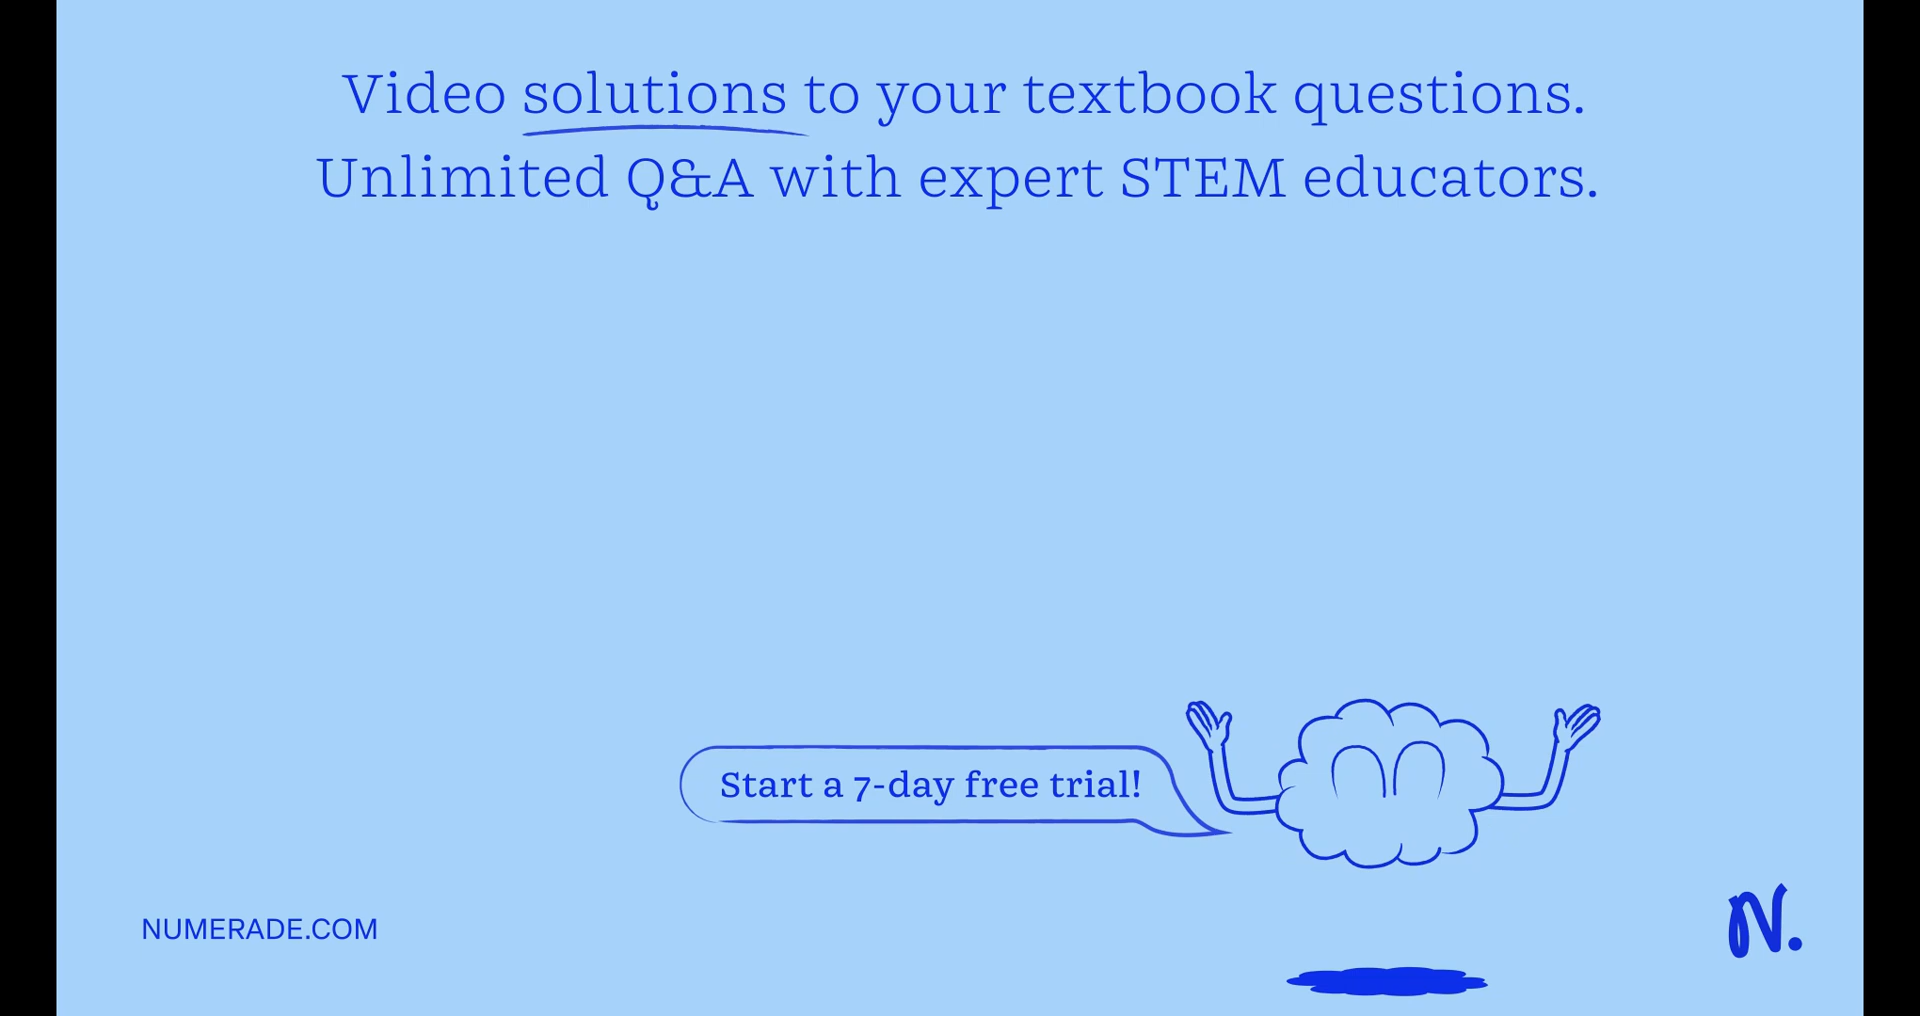 Video solutions to your textbook questions.
Unlimited Q&A with expert STEM educators.
Start a 7-day free trial!
NUMERADE.COM
N.